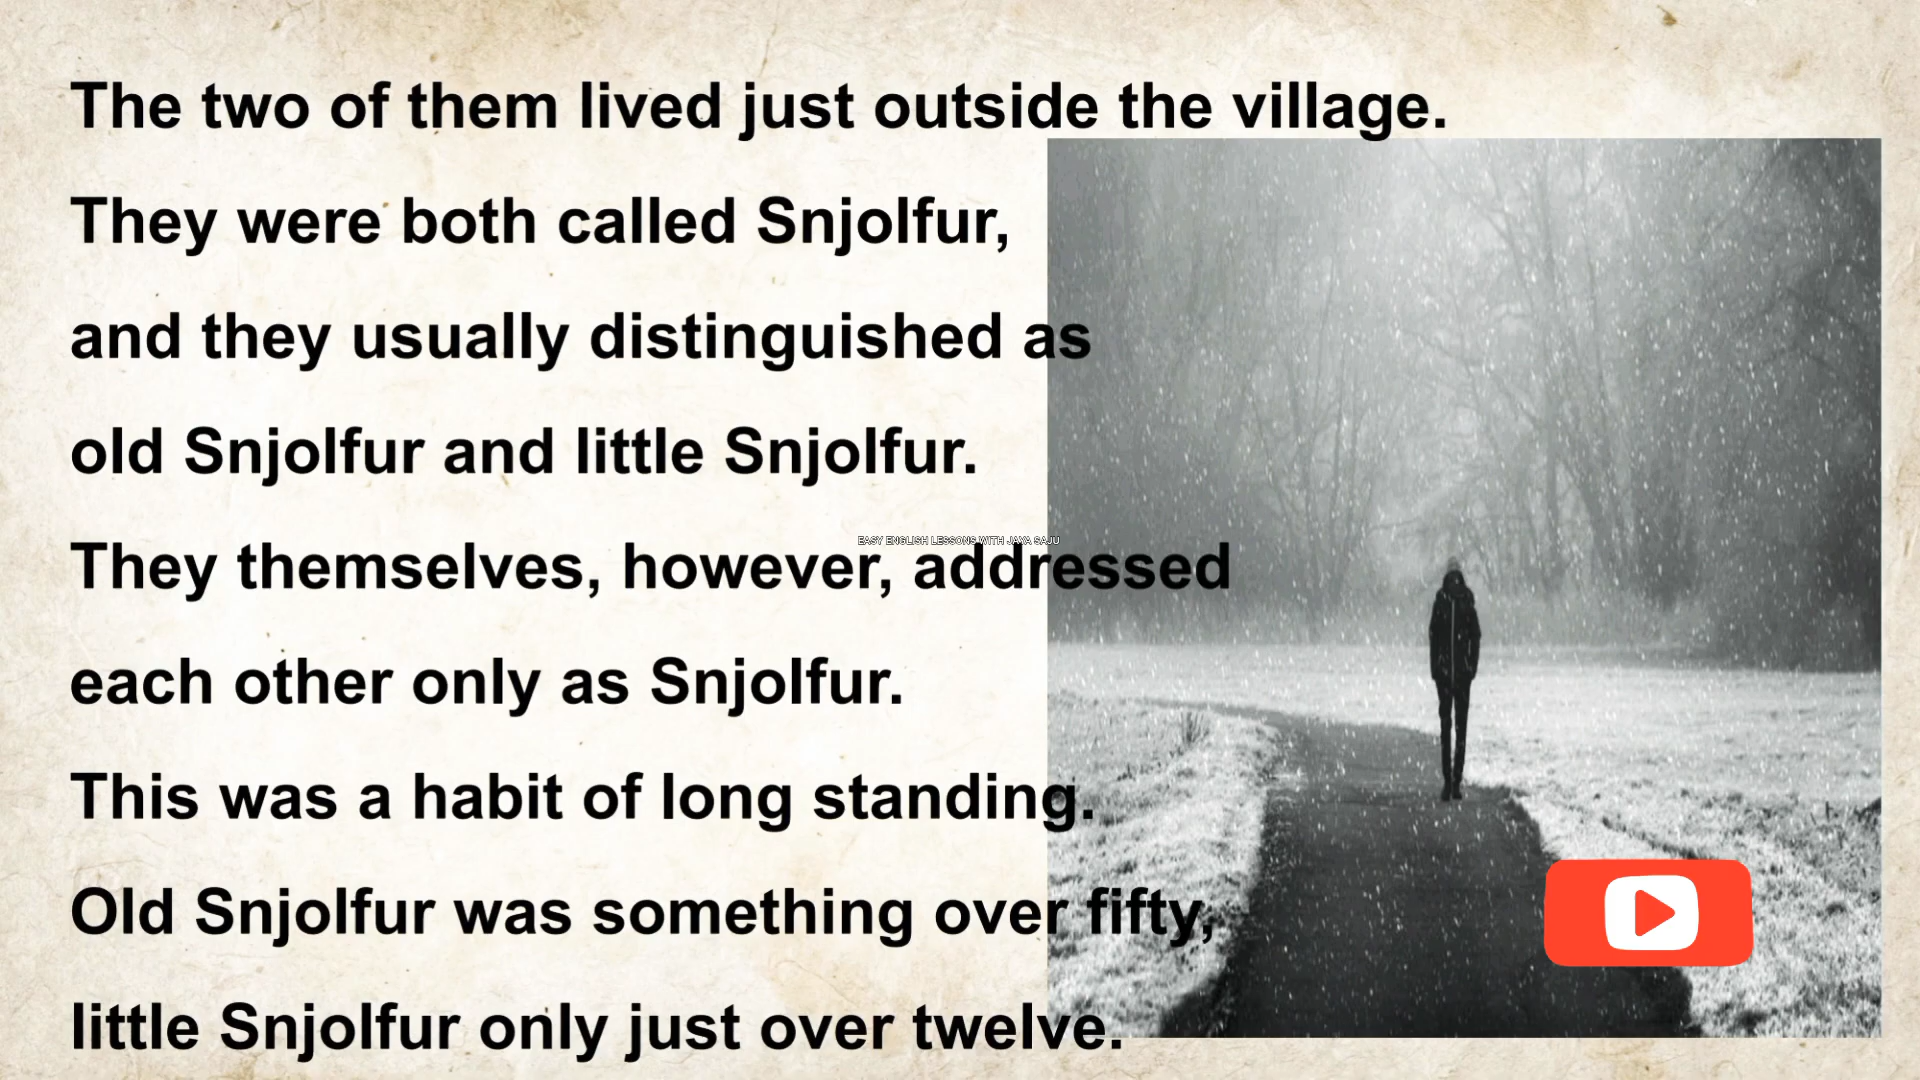 The two of them lived just outside the village.
They were both called Snjolfur,
and they usually distinguished as
old Snjolfur and little Snjolfur.
EASY ENGLISH LESSONS WITH JAYA SAJU
They themselves, however, addressed
each other only as Snjolfur.
This was a habit of long standing.
Old Snjolfur was something over fifty,
little Snjolfur only just over twelve.